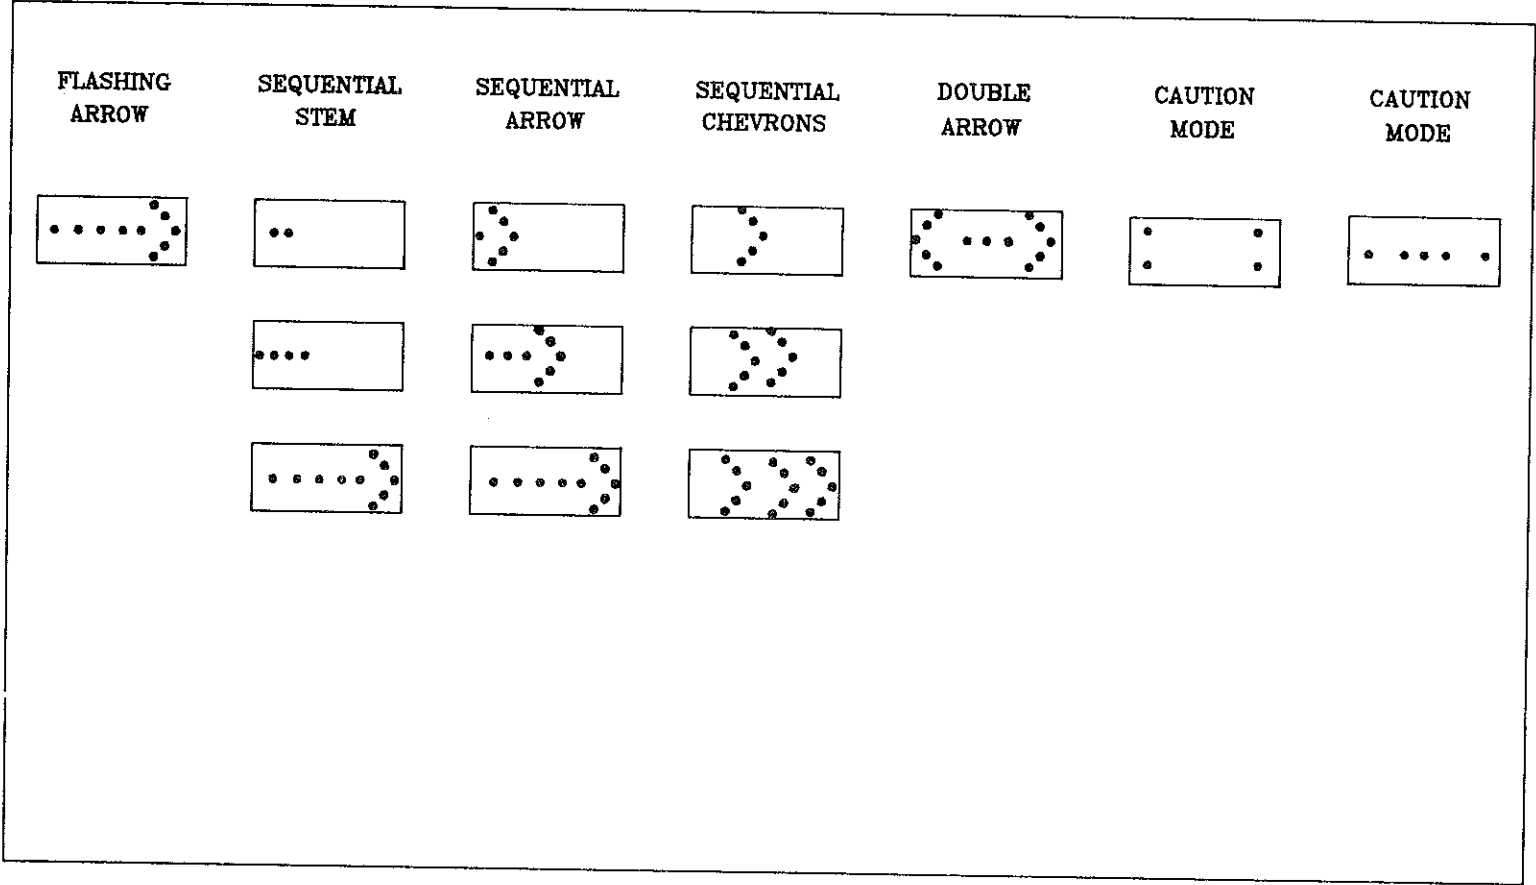 FLASHING
ARROW
SEQUENTIAL
STEM
SEQUENTIAL
ARROW
SEQUENTIAL
CHEVRONS
DOUBLE
ARROW
CAUTION
MODE
CAUTION
MODE